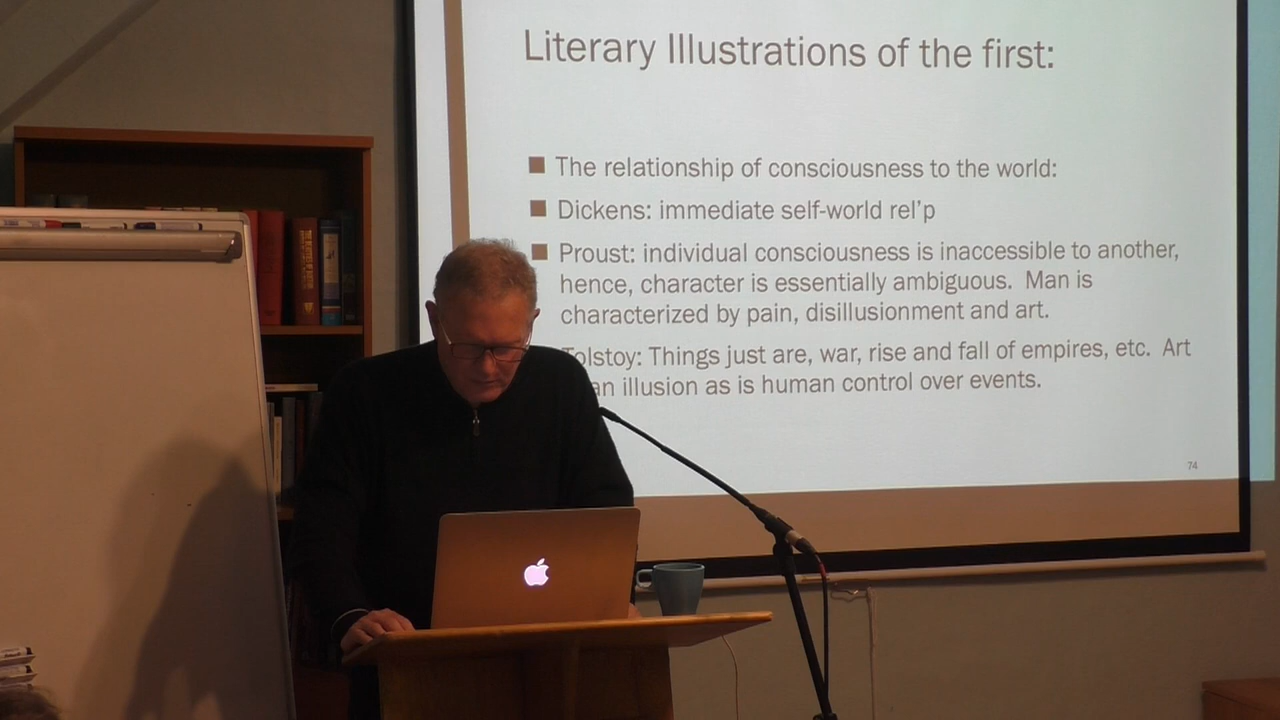 Literary Illustrations of the first:
The relationship of consciousness to the world:
Dickens: immediate self-world rel'p
Proust: individual consciousness is inaccessible to another,
hence, character is essentially ambiguous. Man is
characterized by pain, disillusionment and art.
Tolstoy: Things just are, war, rise and fall of empires, etc. Art
an illusion as is human control over events.
74